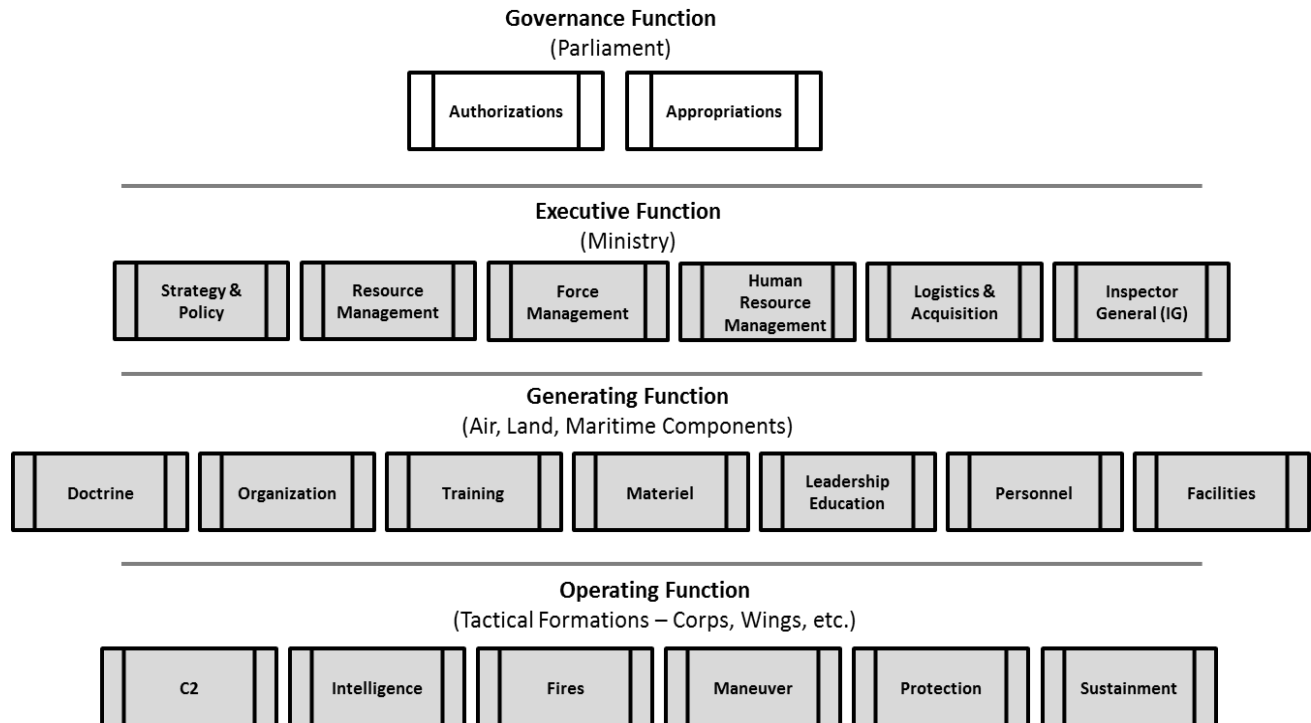 Governance Function
(Parliament)
Authorizations
Appropriations
Executive Function
(Ministry)
Strategy &
Policy
Resource
Management
Force
Management
Human
Resource
Management
Logistics &
Acquisition
Inspector
General (IG)
Generating Function
(Air, Land, Maritime Components)
Doctrine
Organization
Training
Materiel
Leadership
Education
Personnel
Facilities
Operating Function
(Tactical Formations – Corps, Wings, etc.)
C2
Intelligence
Fires
Maneuver
Protection
Sustainment